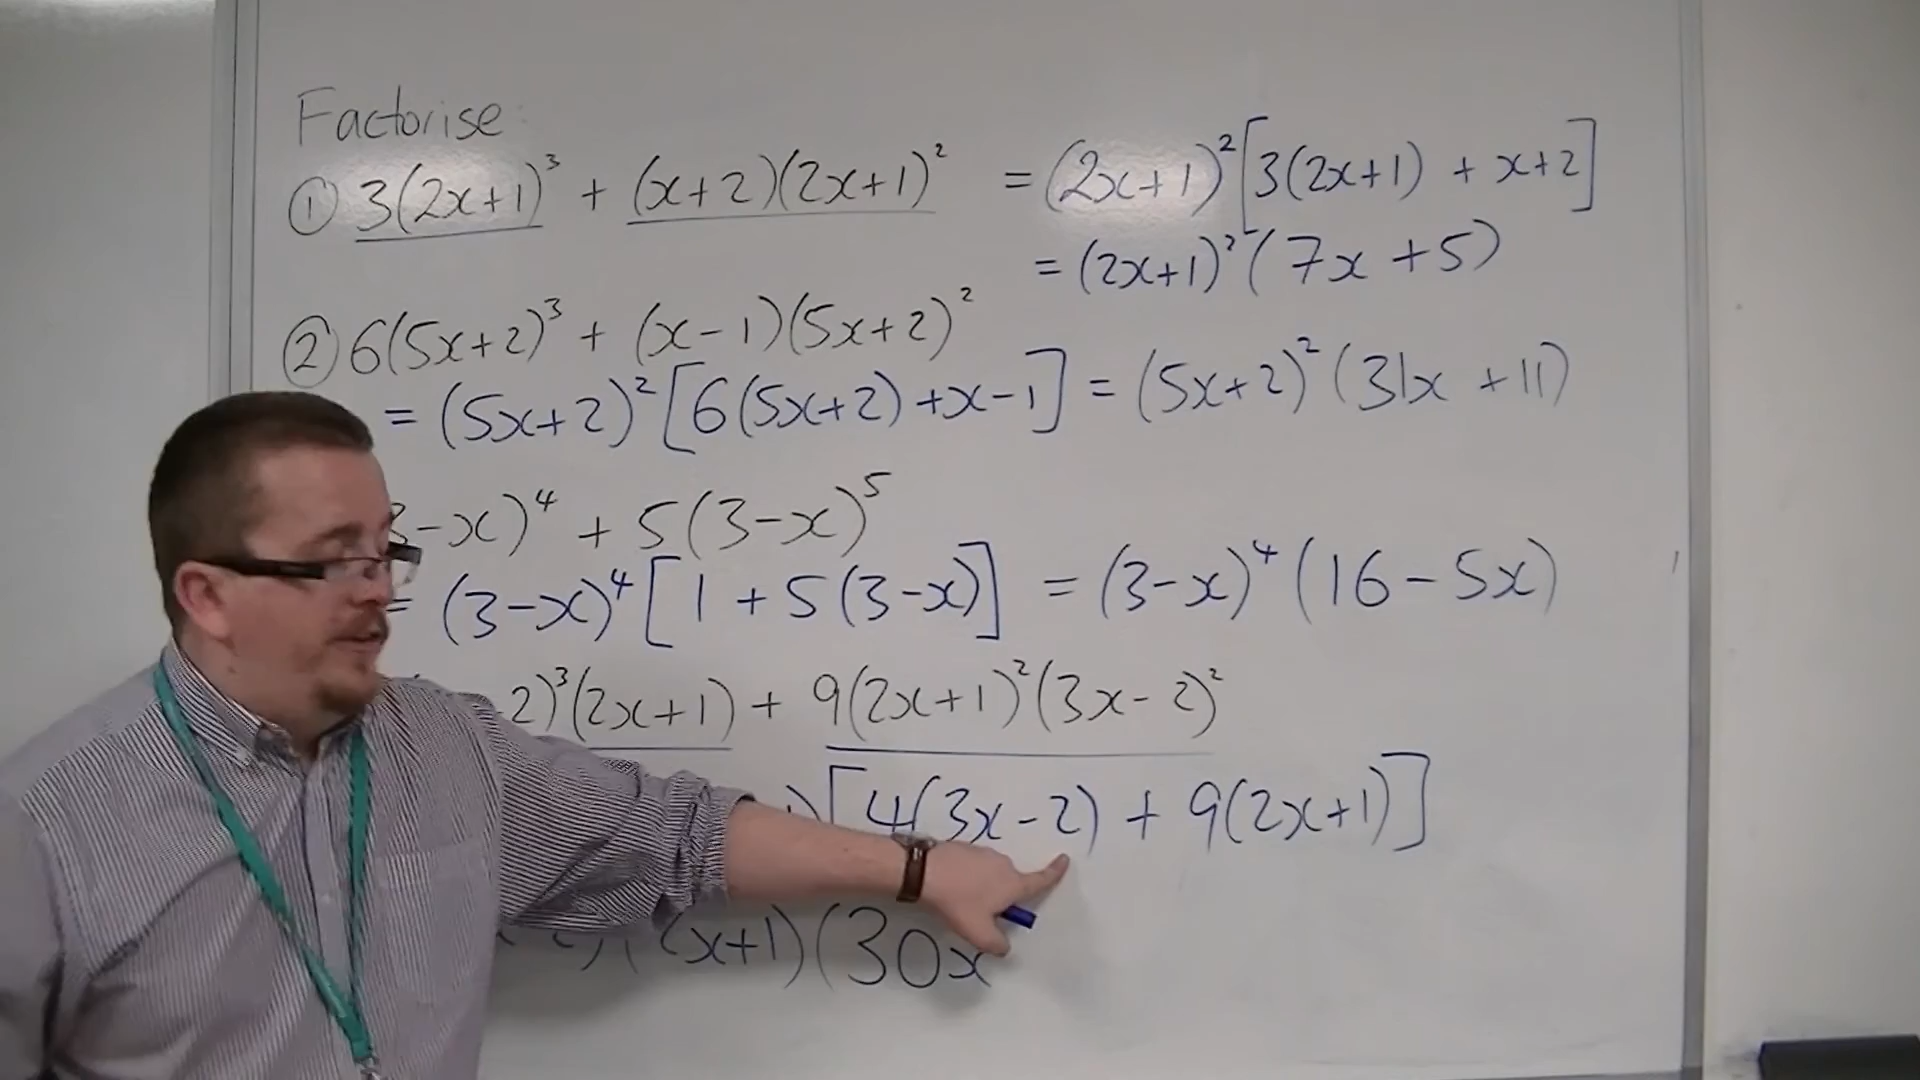 Factorise
① 3(2x+1)³ + (x+2)(2x+1)² = (2x+1)²[3(2x+1) + x+2]
= (2x+1)²(7x+5)
② 6(5x+2)³ + (x-1)(5x+2)²
= (5x+2)²[6(5x+2)+x-1] = (5x+2)²(31x+11)
-x)⁴ + 5(3-x)⁵
= (3-x)⁴[1+5(3-x)] = (3-x)⁴(16-5x)
2)³(2x+1) + 9(2x+1)²(3x-2)²
)[4(3x-2) + 9(2x+1)]
x+1)(30x